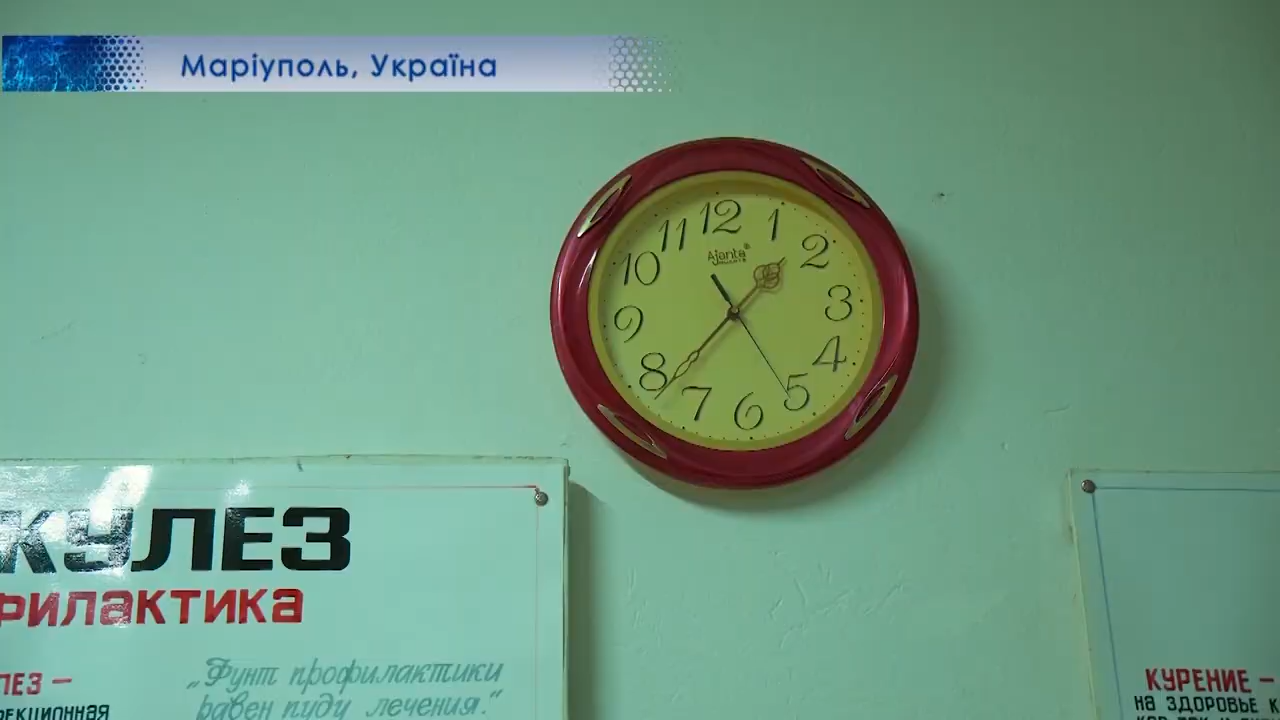 Маріуполь, Україна
12
1
2
3
4
5
6
7
8
9
10
11
Ajanta
КУЛЕЗ
ФИЛАКТИКА
ЛЕЗ —
„Фунт профилактики
равен пуду лечения.“
КУРЕНИЕ –
НА ЗДОРОВЬЕ